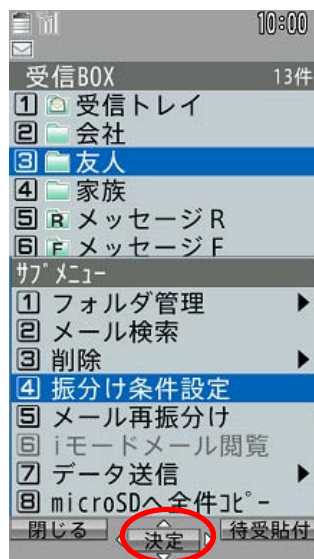 10:00
受信BOX 13件
1 受信トレイ
2 会社
3 友人
4 家族
5 R メッセージR
6 F メッセージF
ｻﾌﾞﾒﾆｭｰ
1 フォルダ管理
2 メール検索
3 削除
4 振分け条件設定
5 メール再振分け
6 iモードメール閲覧
7 データ送信
8 microSDへ全件ｺﾋﾟｰ
閉じる 決定 待受貼付